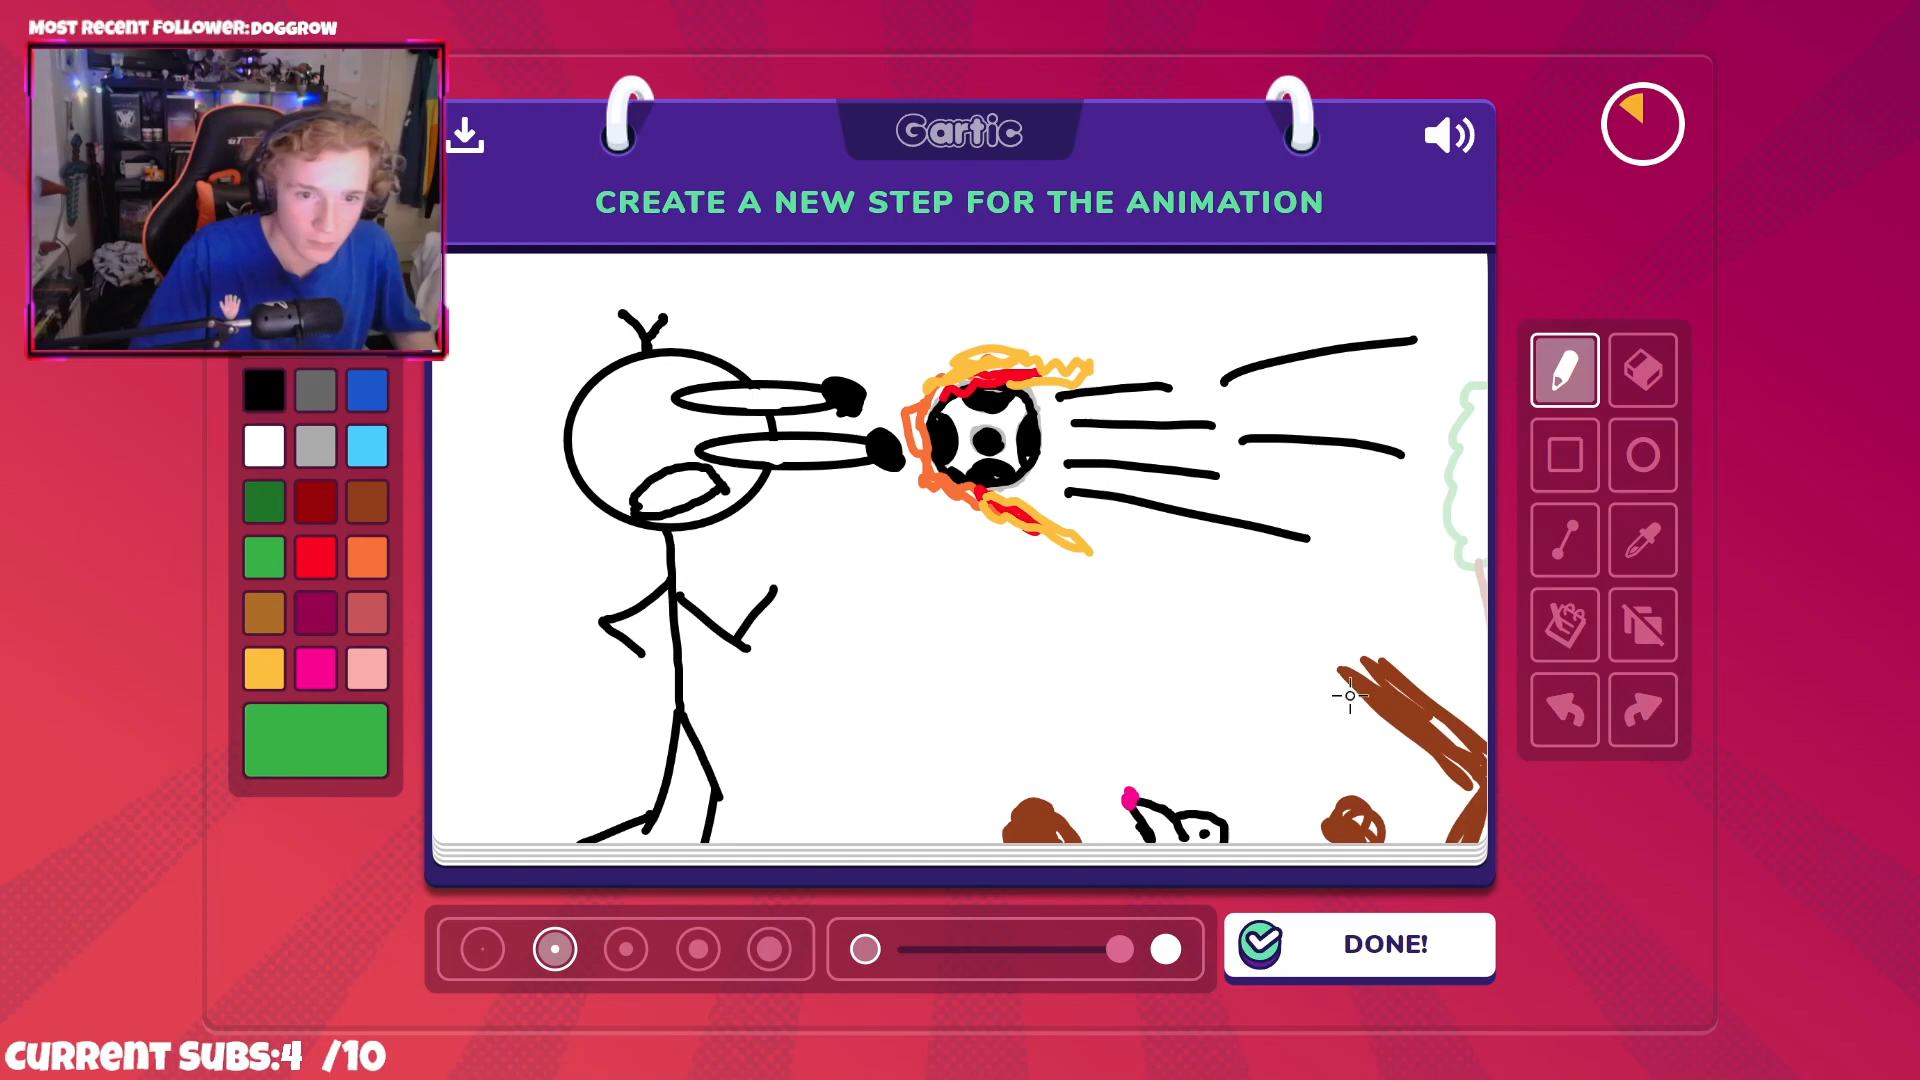 MOST RECENT FOLLOWER:DOGGROW
Gartic
CREATE A NEW STEP FOR THE ANIMATION
DONE!
CURRENT SUBS:4 /10